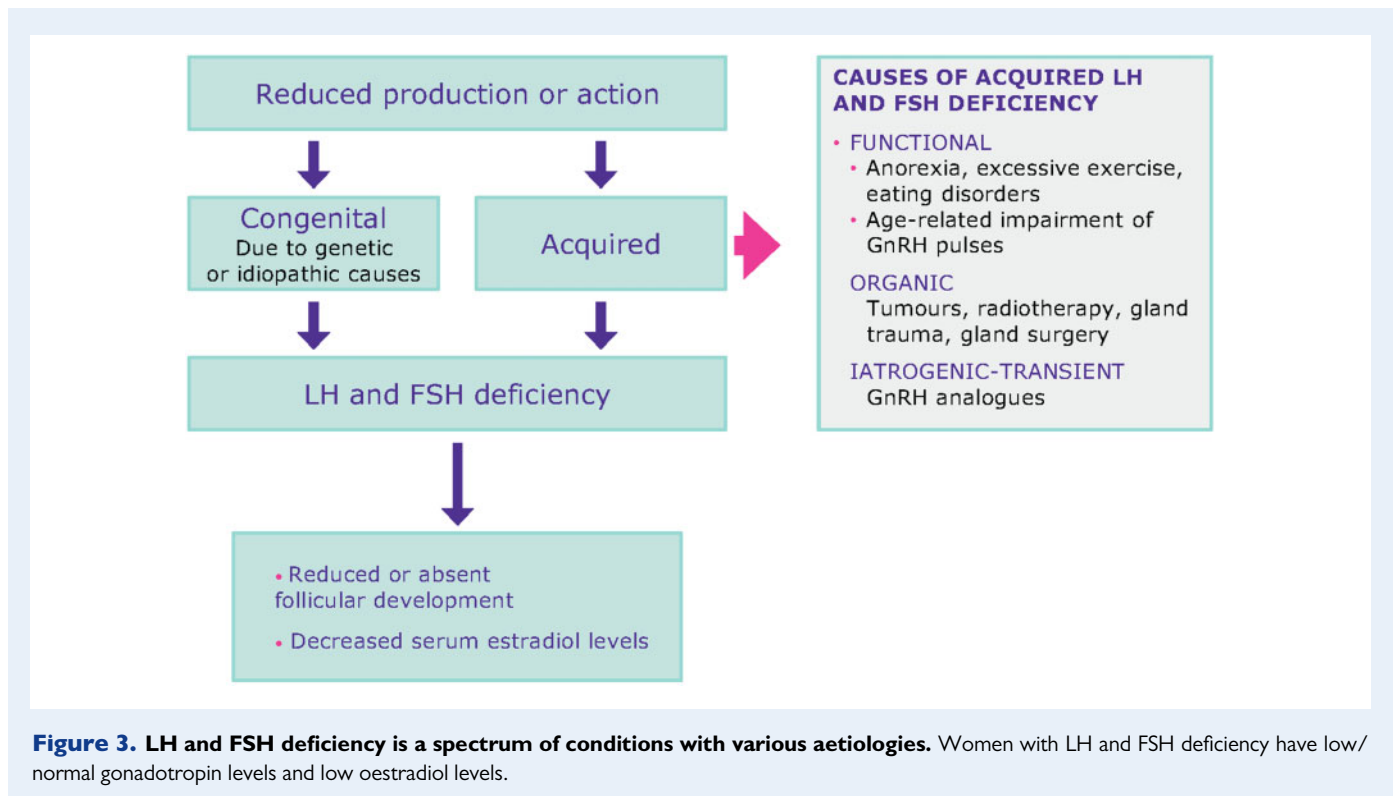 Reduced production or action
Congenital
Due to genetic
or idiopathic causes
Acquired
LH and FSH deficiency
• Reduced or absent
follicular development
• Decreased serum estradiol levels
CAUSES OF ACQUIRED LH
AND FSH DEFICIENCY
• FUNCTIONAL
• Anorexia, excessive exercise,
eating disorders
• Age-related impairment of
GnRH pulses
ORGANIC
Tumours, radiotherapy, gland
trauma, gland surgery
IATROGENIC-TRANSIENT
GnRH analogues
Figure 3. LH and FSH deficiency is a spectrum of conditions with various aetiologies. Women with LH and FSH deficiency have low/
normal gonadotropin levels and low oestradiol levels.